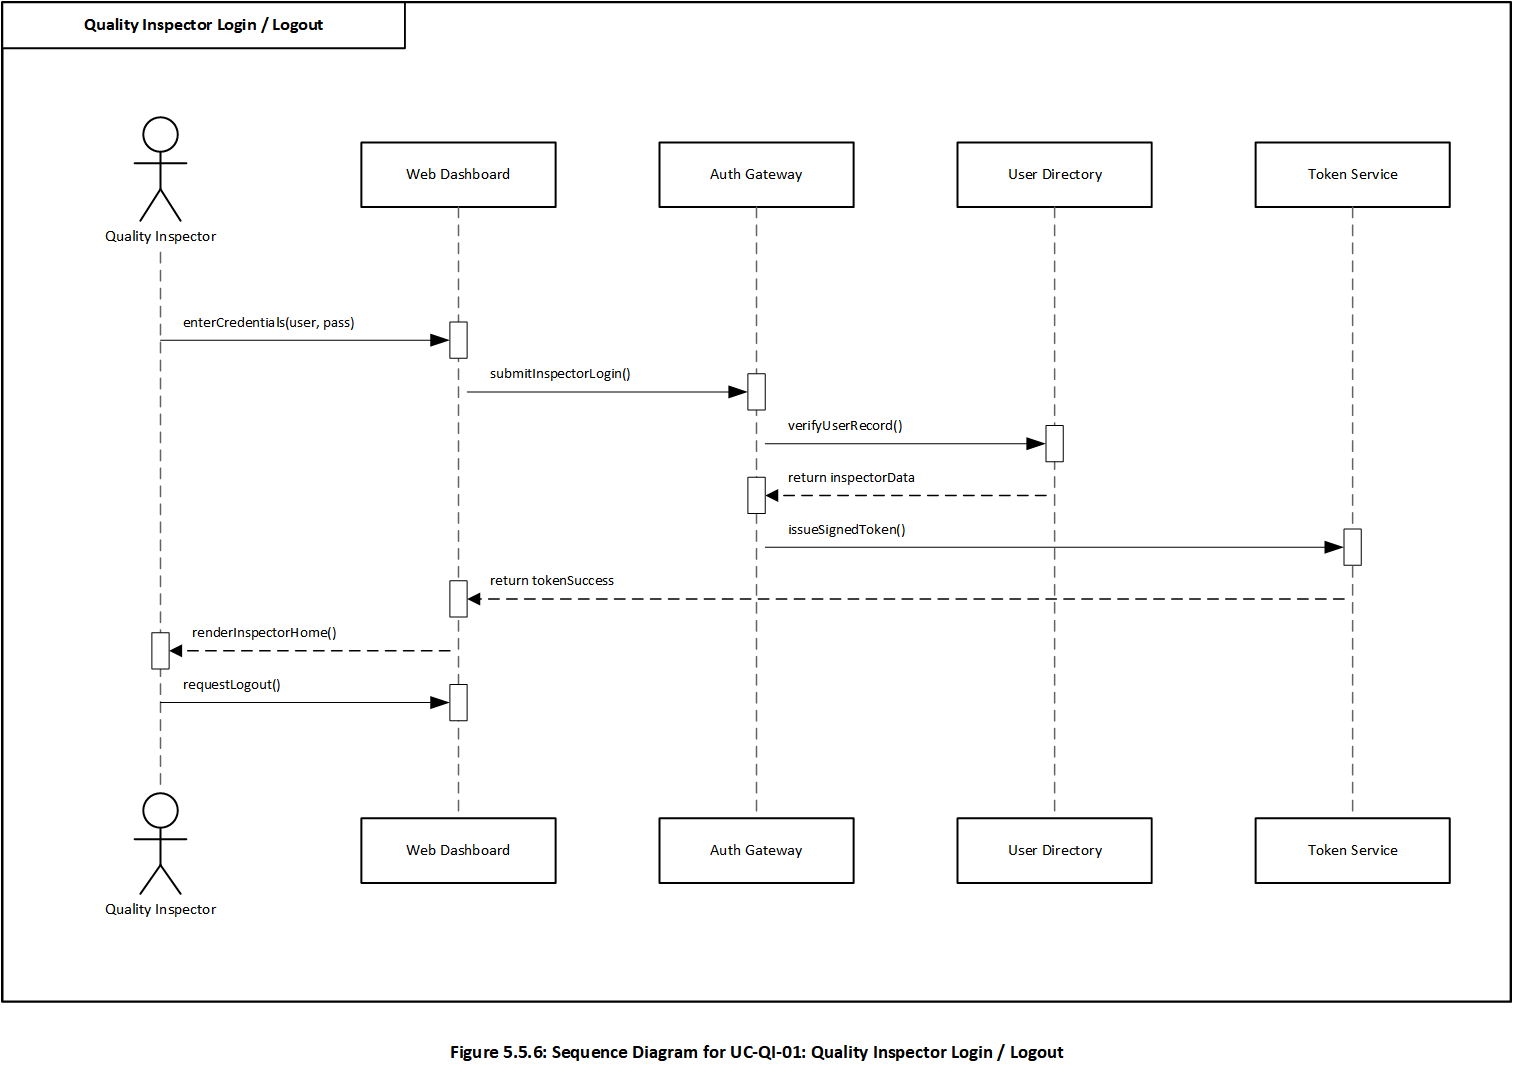 Quality Inspector Login / Logout
Web Dashboard
Auth Gateway
User Directory
Token Service
Quality Inspector
enterCredentials(user, pass)
submitInspectorLogin()
verifyUserRecord()
return inspectorData
issueSignedToken()
return tokenSuccess
renderInspectorHome()
requestLogout()
Web Dashboard
Auth Gateway
User Directory
Token Service
Quality Inspector
Figure 5.5.6: Sequence Diagram for UC-QI-01: Quality Inspector Login / Logout